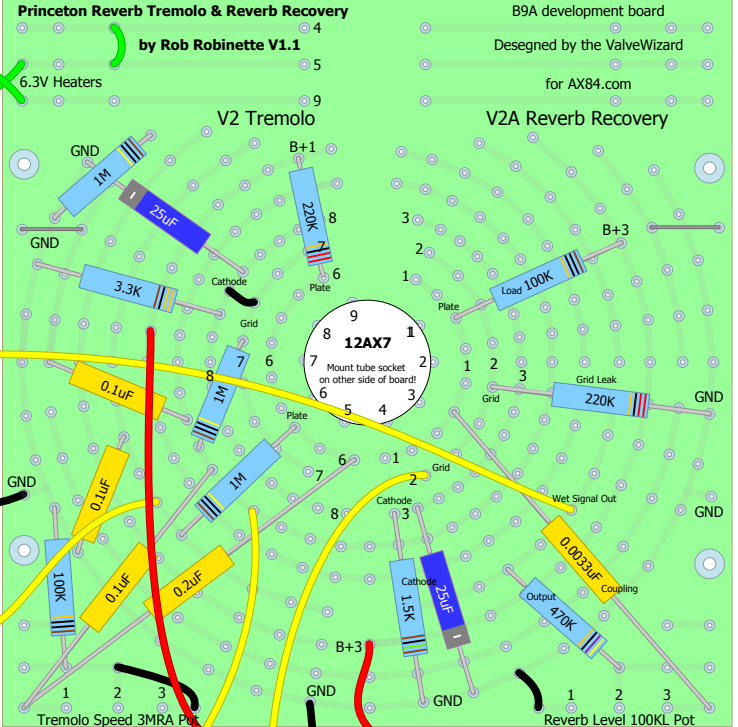 Princeton Reverb Tremolo & Reverb Recovery
B9A development board
4
by Rob Robinette V1.1
Desegned by the ValveWizard
5
6.3V Heaters
for AX84.com
9
V2 Tremolo
V2A Reverb Recovery
GND
B+1
1M
25uF
220K
8
3
B+3
GND
7
2
6
1
Cathode
Plate
Load 100K
3.3K
Plate
Grid
9
8
12AX7
1
7
Mount tube socket
on other side of board!
2
6
3
5
4
7
6
8
1M
0.1uF
1
2
3
Grid
Grid Leak
220K
GND
Plate
6
7
8
1
2
3
Grid
Cathode
1M
GND
0.1uF
Wet Signal Out
GND
100K
0.1uF
0.2uF
0.0033uF
Coupling
Cathode
1.5K
25uF
Output
470K
B+3
1
2
3
GND
GND
1
2
3
Tremolo Speed 3MRA Pot
Reverb Level 100KL Pot